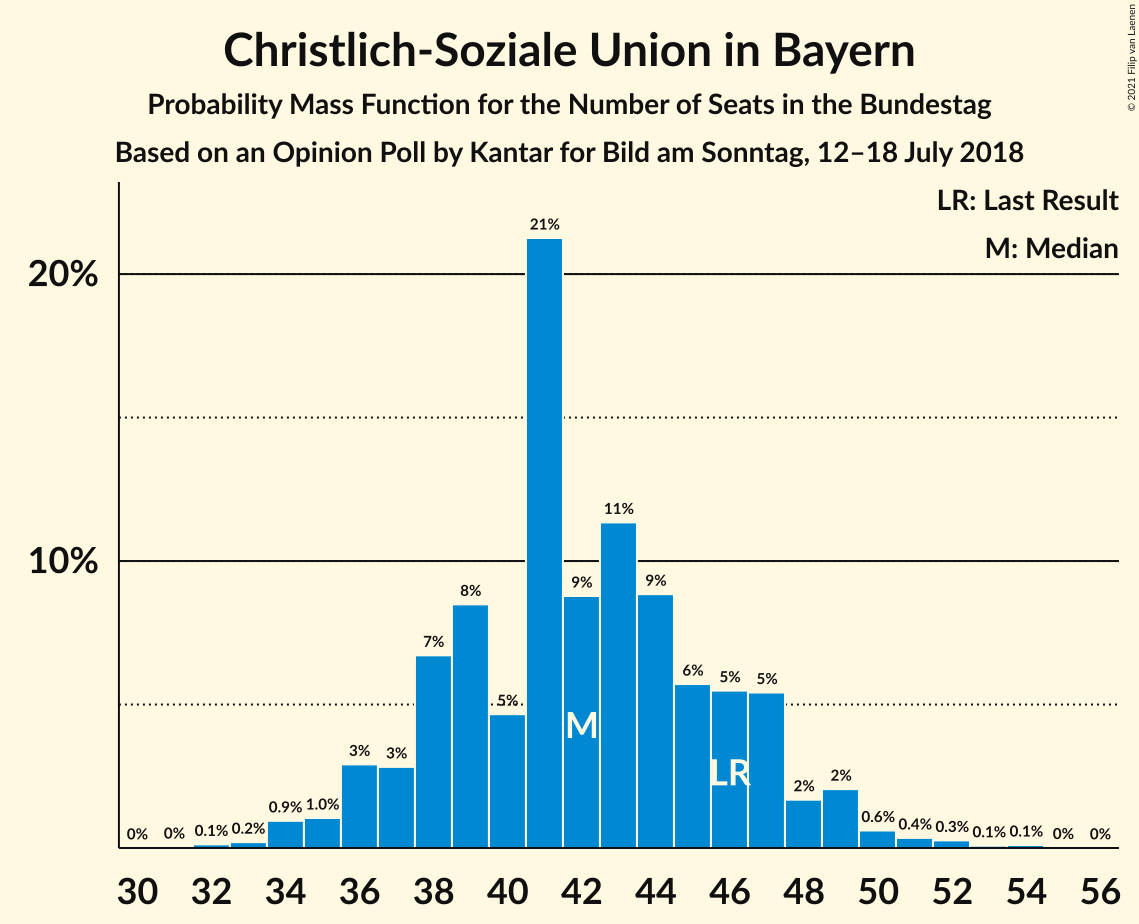 Christlich-Soziale Union in Bayern
Probability Mass Function for the Number of Seats in the Bundestag
Based on an Opinion Poll by Kantar for Bild am Sonntag, 12–18 July 2018
© 2021 Filip van Laenen
LR: Last Result
M: Median
20%
10%
0% 0% 0.1% 0.2% 0.9% 1.0% 3% 3% 7% 8% 5% 21% 9% 11% 9% 6% 5% 5% 2% 2% 0.6% 0.4% 0.3% 0.1% 0.1% 0% 0%
M
LR
30 32 34 36 38 40 42 44 46 48 50 52 54 56